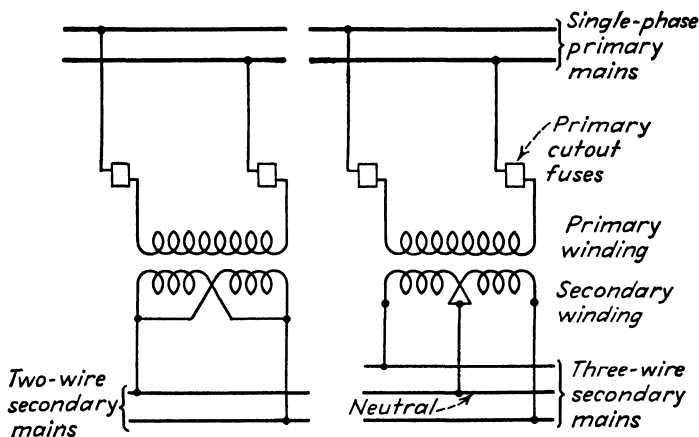 Single-phase
primary
mains
Primary
cutout
fuses
Primary
winding
Secondary
winding
Two-wire
secondary
mains
Neutral
Three-wire
secondary
mains